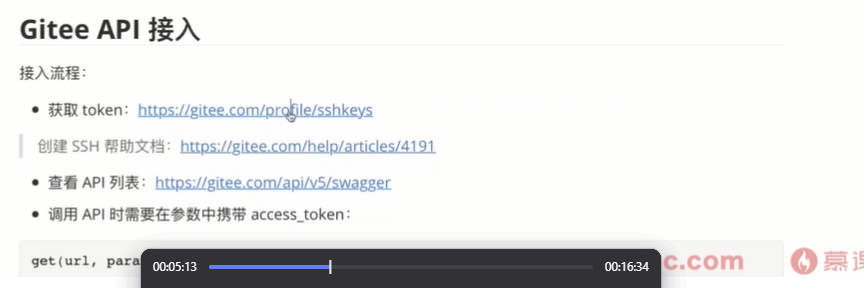 Gitee API 接入
接入流程：
获取 token：https://gitee.com/profile/sshkeys
创建 SSH 帮助文档：https://gitee.com/help/articles/4191
查看 API 列表：https://gitee.com/api/v5/swagger
调用 API 时需要在参数中携带 access_token：
get(url,
00:05:13 00:16:34
c.com